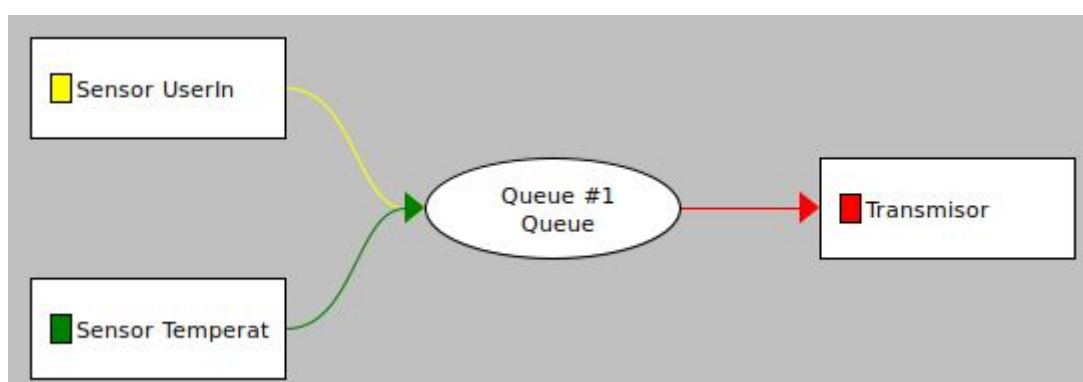 Sensor UserIn
Queue #1
Queue
Transmisor
Sensor Temperat